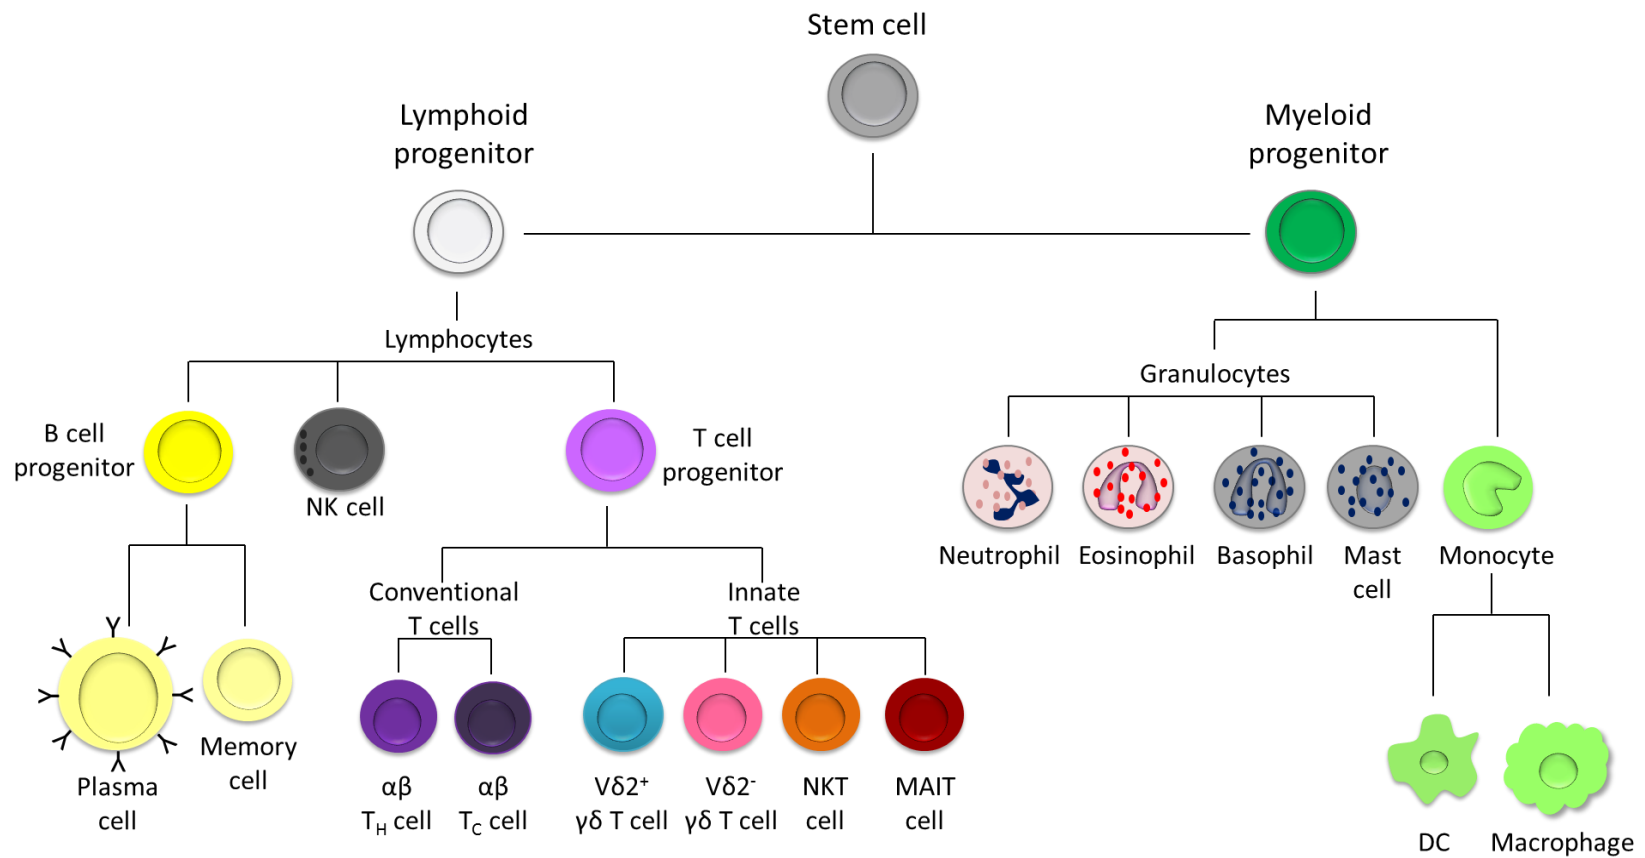 Stem cell
Lymphoid
progenitor
Myeloid
progenitor
Lymphocytes
Granulocytes
B cell
progenitor
NK cell
T cell
progenitor
Neutrophil
Eosinophil
Basophil
Mast
cell
Monocyte
Conventional
T cells
Innate
T cells
Plasma
cell
Memory
cell
αβ
TH cell
αβ
TC cell
Vδ2+
γδ T cell
Vδ2-
γδ T cell
NKT
cell
MAIT
cell
DC
Macrophage